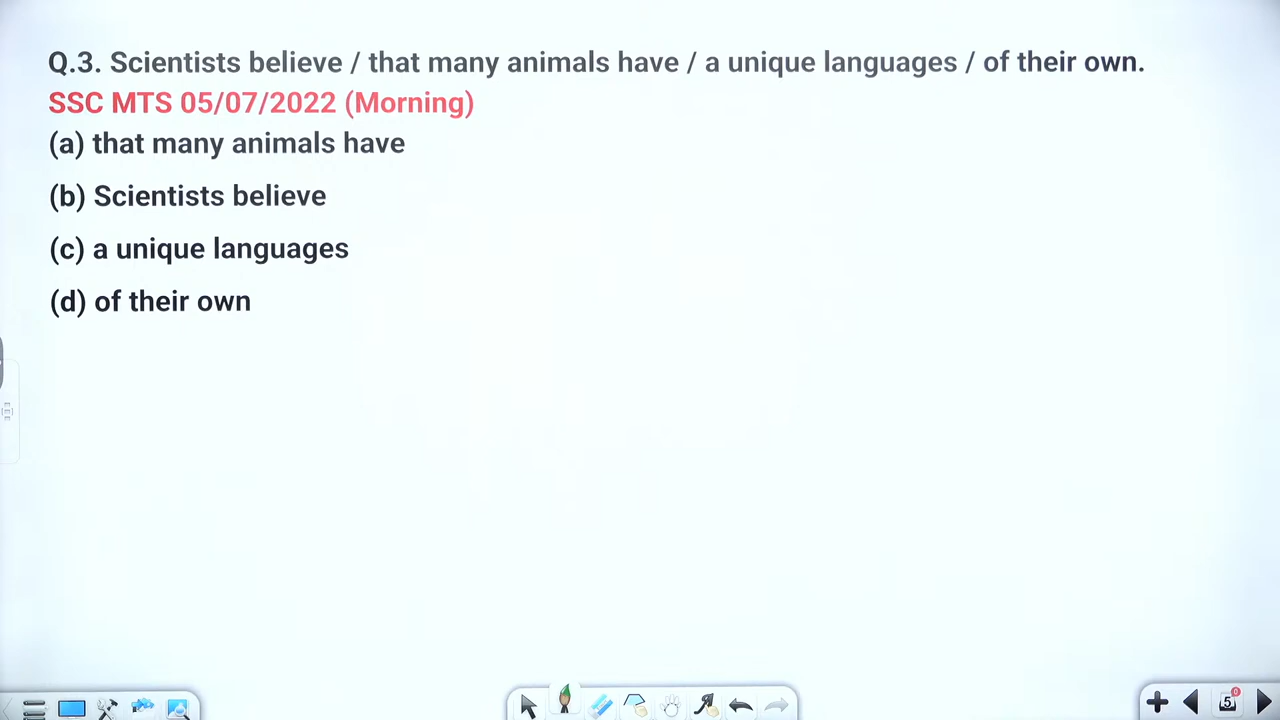 Q.3. Scientists believe / that many animals have / a unique languages / of their own.
SSC MTS 05/07/2022 (Morning)
(a) that many animals have
(b) Scientists believe
(c) a unique languages
(d) of their own